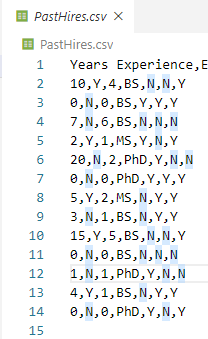 PastHires.csv
PastHires.csv
1 Years Experience,E
2 10,Y,4,BS,N,N,Y
3 0,N,0,BS,Y,Y,Y
4 7,N,6,BS,N,N,N
5 2,Y,1,MS,Y,N,Y
6 20,N,2,PhD,Y,N,N
7 0,N,0,PhD,Y,Y,Y
8 5,Y,2,MS,N,Y,Y
9 3,N,1,BS,N,Y,Y
10 15,Y,5,BS,N,N,Y
11 0,N,0,BS,N,N,N
12 1,N,1,PhD,Y,N,N
13 4,Y,1,BS,N,Y,Y
14 0,N,0,PhD,Y,N,Y
15